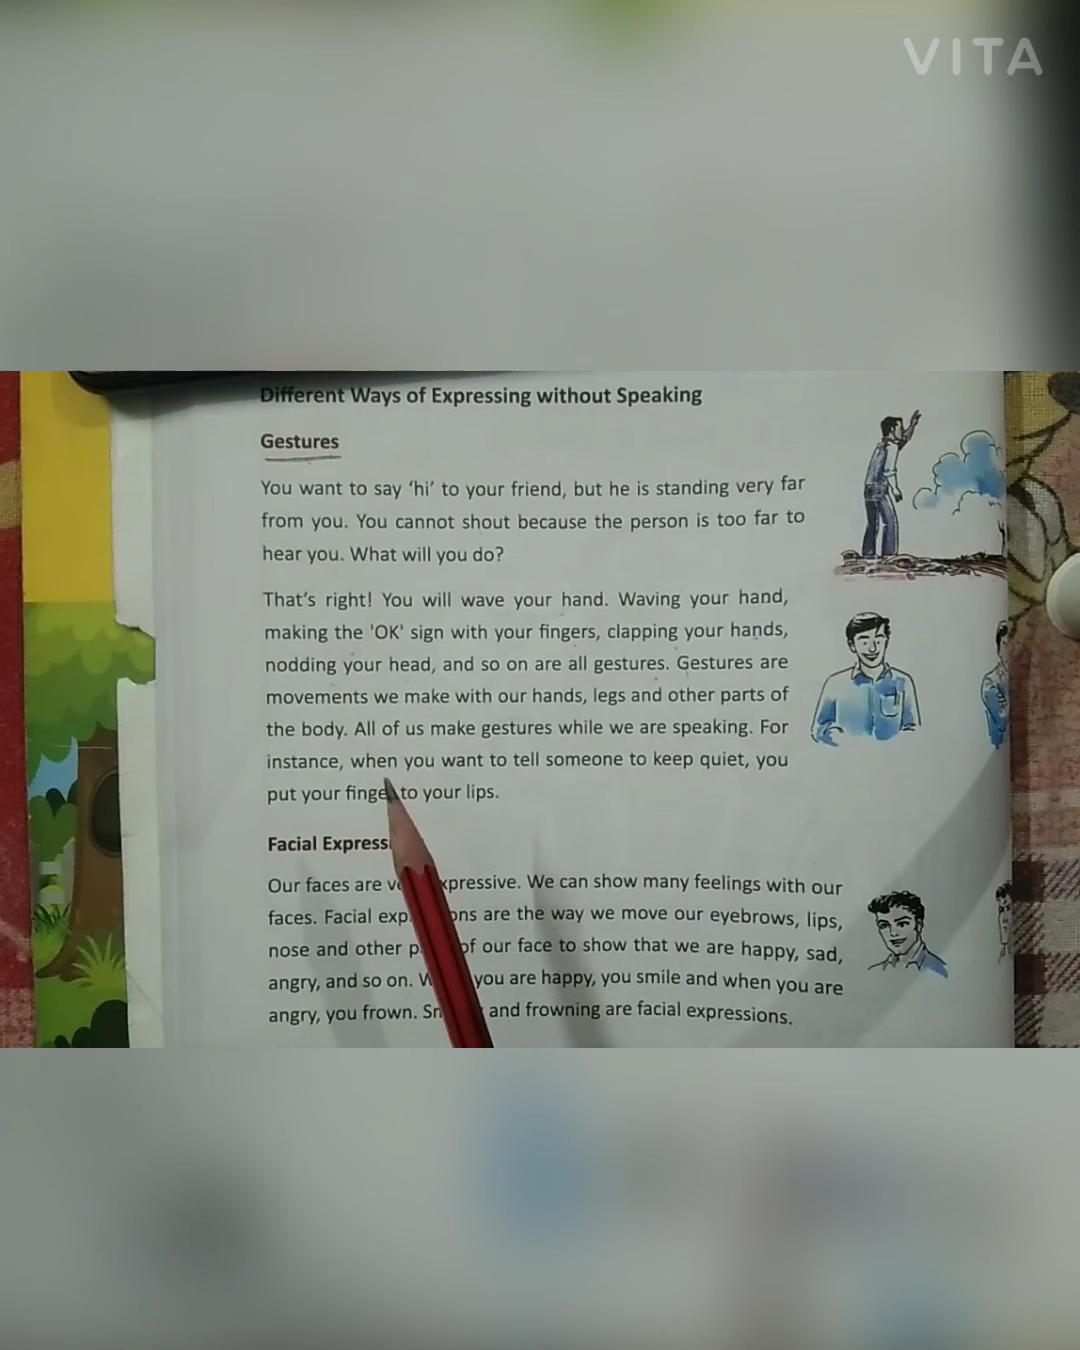 VITA
Different Ways of Expressing without Speaking
Gestures
You want to say 'hi' to your friend, but he is standing very far
from you. You cannot shout because the person is too far to
hear you. What will you do?
That's right! You will wave your hand. Waving your hand,
making the 'OK' sign with your fingers, clapping your hands,
nodding your head, and so on are all gestures. Gestures are
movements we make with our hands, legs and other parts of
the body. All of us make gestures while we are speaking. For
instance, when you want to tell someone to keep quiet, you
put your finge to your lips.
Facial Express
Our faces are v xpressive. We can show many feelings with our
faces. Facial exp ons are the way we move our eyebrows, lips,
nose and other p of our face to show that we are happy, sad,
angry, and so on. W you are happy, you smile and when you are
angry, you frown. Sm and frowning are facial expressions.